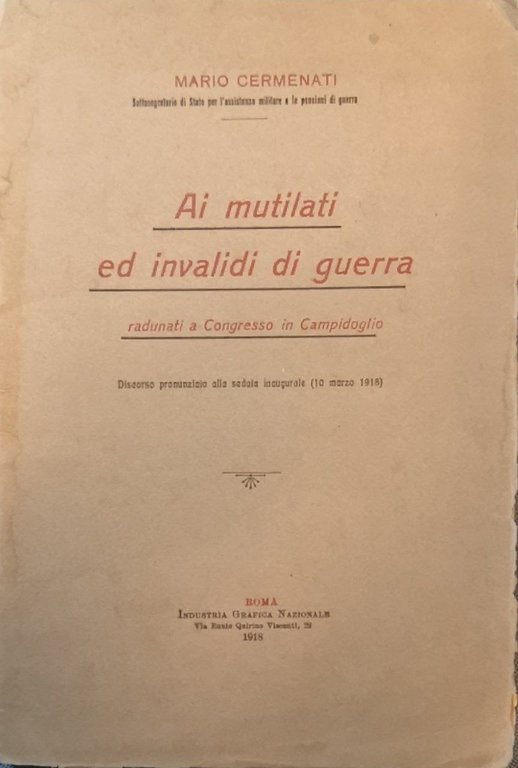 MARIO CERMENATI
Sottosegretario di Stato per l'assistenza militare e le pensioni di guerra
Ai mutilati
ed invalidi di guerra
radunati a Congresso in Campidoglio
Discorso pronunziato alla seduta inaugurale (10 marzo 1918)
ROMA
INDUSTRIA GRAFICA NAZIONALE
Via Ennio Quirino Visconti, 29
1918